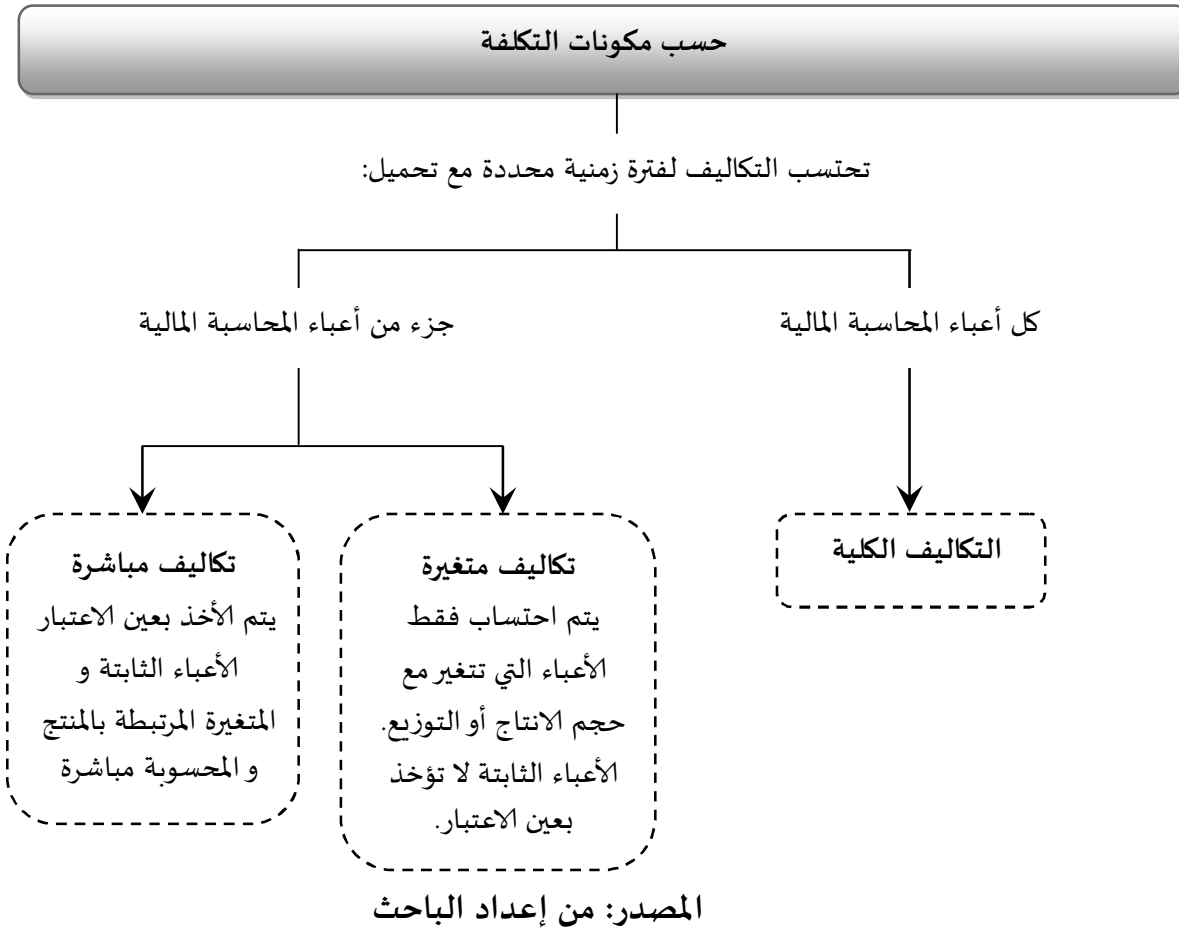 حسب مكونات التكلفة
تحتسب التكاليف لفترة زمنية محددة مع تحميل:
كل أعباء المحاسبة المالية
جزء من أعباء المحاسبة المالية
التكاليف الكلية
تكاليف متغيرة
يتم احتساب فقط
الأعباء التي تتغير مع
حجم الانتاج أو التوزيع.
الأعباء الثابتة لا تؤخذ
بعين الاعتبار.
تكاليف مباشرة
يتم الأخذ بعين الاعتبار
الأعباء الثابتة و
المتغيرة المرتبطة بالمنتج
و المحسوبة مباشرة
المصدر: من إعداد الباحث